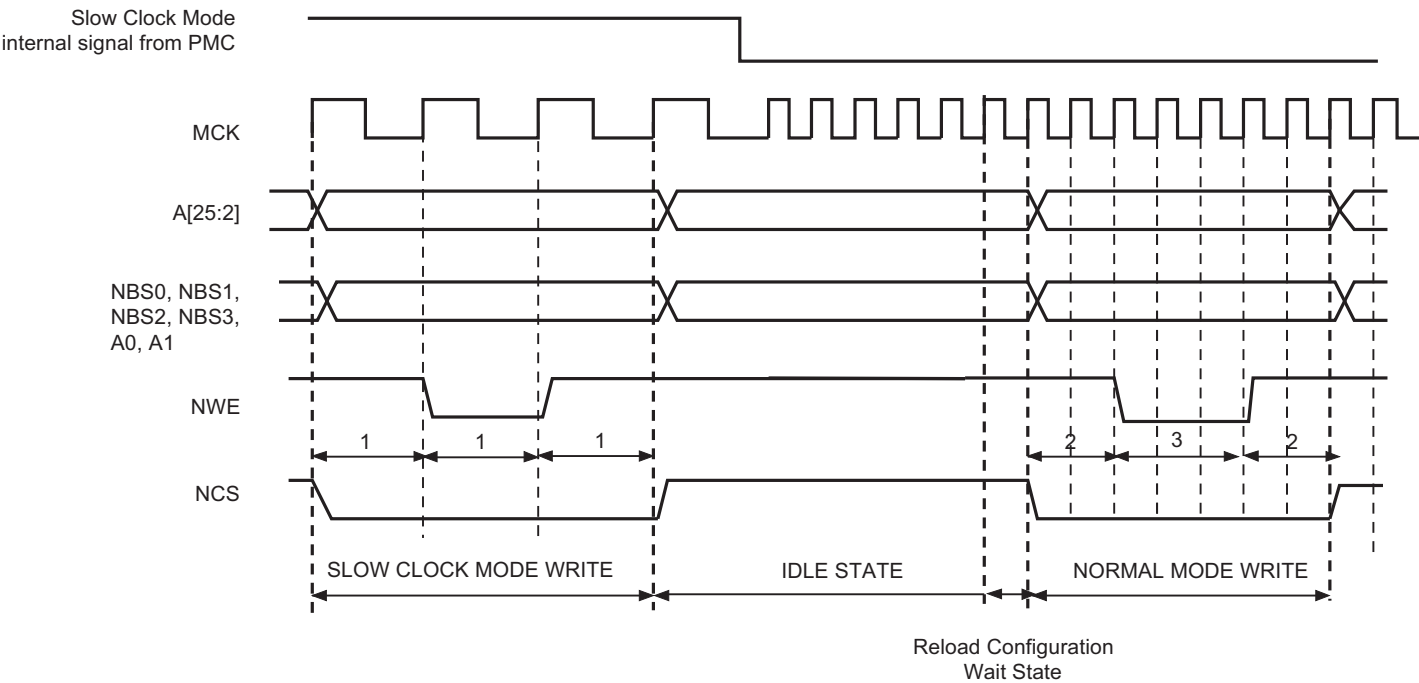 Slow Clock Mode
internal signal from PMC
MCK
A[25:2]
NBS0, NBS1,
NBS2, NBS3,
A0, A1
NWE
1 1 1 2 3 2
NCS
SLOW CLOCK MODE WRITE IDLE STATE NORMAL MODE WRITE
Reload Configuration
Wait State